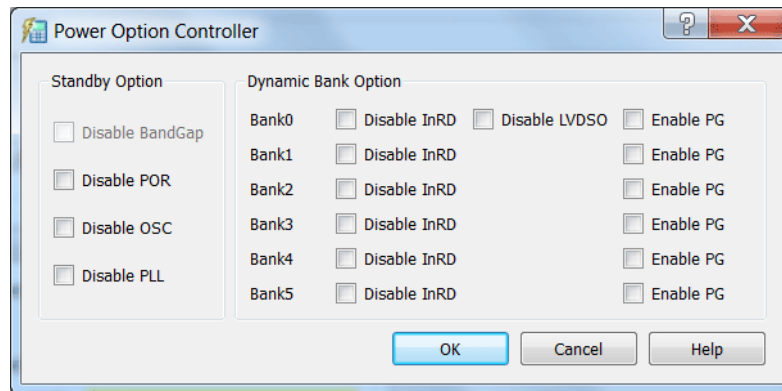 Power Option Controller
? X
Standby Option
Disable BandGap
Disable POR
Disable OSC
Disable PLL
Dynamic Bank Option
Bank0 Disable InRD Disable LVDSO Enable PG
Bank1 Disable InRD Enable PG
Bank2 Disable InRD Enable PG
Bank3 Disable InRD Enable PG
Bank4 Disable InRD Enable PG
Bank5 Disable InRD Enable PG
OK Cancel Help